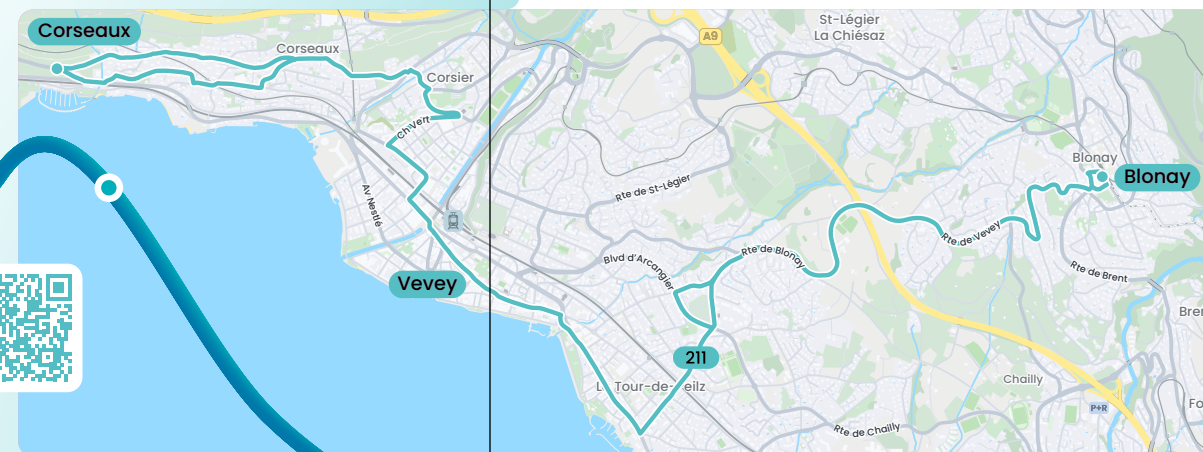 Corseaux
Corseaux
Corsier
Ch Vert
Av Nestlé
Vevey
A9
St-Légier
La Chiésaz
Rte de St-Légier
Blvd d'Arcangier
Rte de Blonay
Rte de Vevey
Blonay
Blonay
Rte de Brent
211
Chailly
P+R
Rte de Chailly